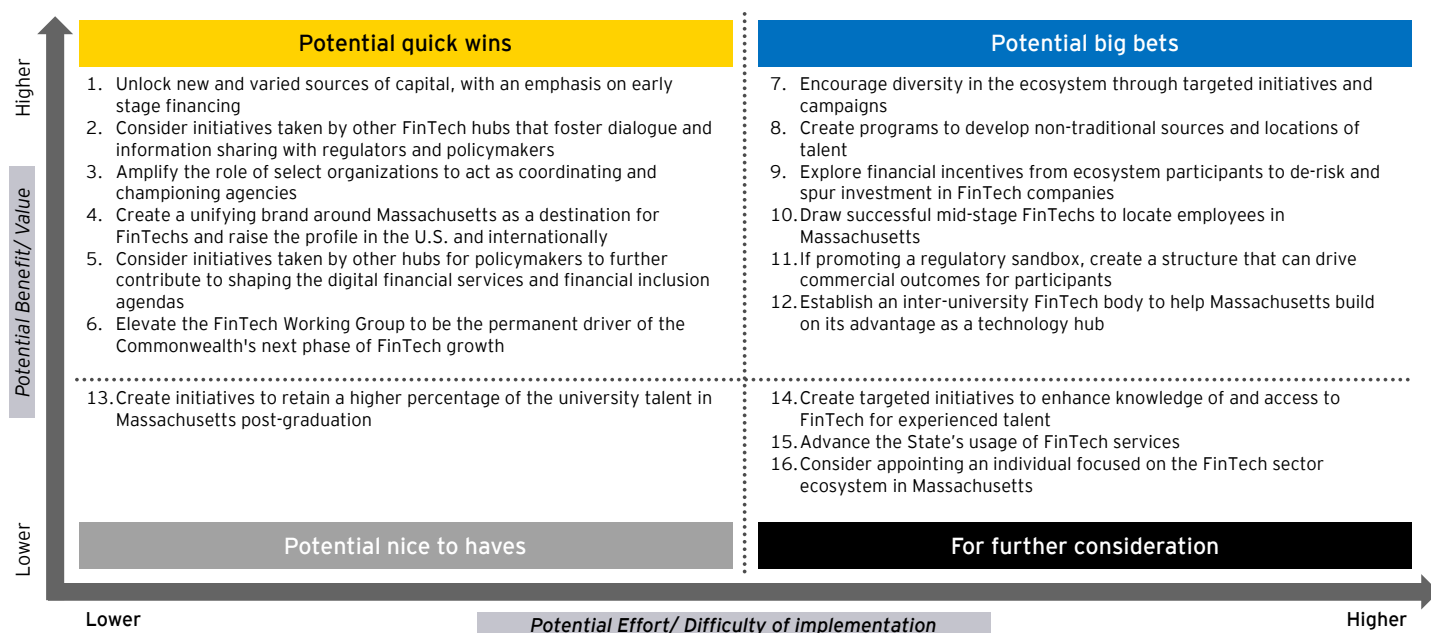 Higher
Potential Benefit/ Value
Lower
Potential quick wins
1. Unlock new and varied sources of capital, with an emphasis on early
stage financing
2. Consider initiatives taken by other FinTech hubs that foster dialogue and
information sharing with regulators and policymakers
3. Amplify the role of select organizations to act as coordinating and
championing agencies
4. Create a unifying brand around Massachusetts as a destination for
FinTechs and raise the profile in the U.S. and internationally
5. Consider initiatives taken by other hubs for policymakers to further
contribute to shaping the digital financial services and financial inclusion
agendas
6. Elevate the FinTech Working Group to be the permanent driver of the
Commonwealth's next phase of FinTech growth
Potential big bets
7. Encourage diversity in the ecosystem through targeted initiatives and
campaigns
8. Create programs to develop non-traditional sources and locations of
talent
9. Explore financial incentives from ecosystem participants to de-risk and
spur investment in FinTech companies
10. Draw successful mid-stage FinTechs to locate employees in
Massachusetts
11. If promoting a regulatory sandbox, create a structure that can drive
commercial outcomes for participants
12. Establish an inter-university FinTech body to help Massachusetts build
on its advantage as a technology hub
13. Create initiatives to retain a higher percentage of the university talent in
Massachusetts post-graduation
Potential nice to haves
14. Create targeted initiatives to enhance knowledge of and access to
FinTech for experienced talent
15. Advance the State’s usage of FinTech services
16. Consider appointing an individual focused on the FinTech sector
ecosystem in Massachusetts
For further consideration
Lower
Potential Effort/ Difficulty of implementation
Higher